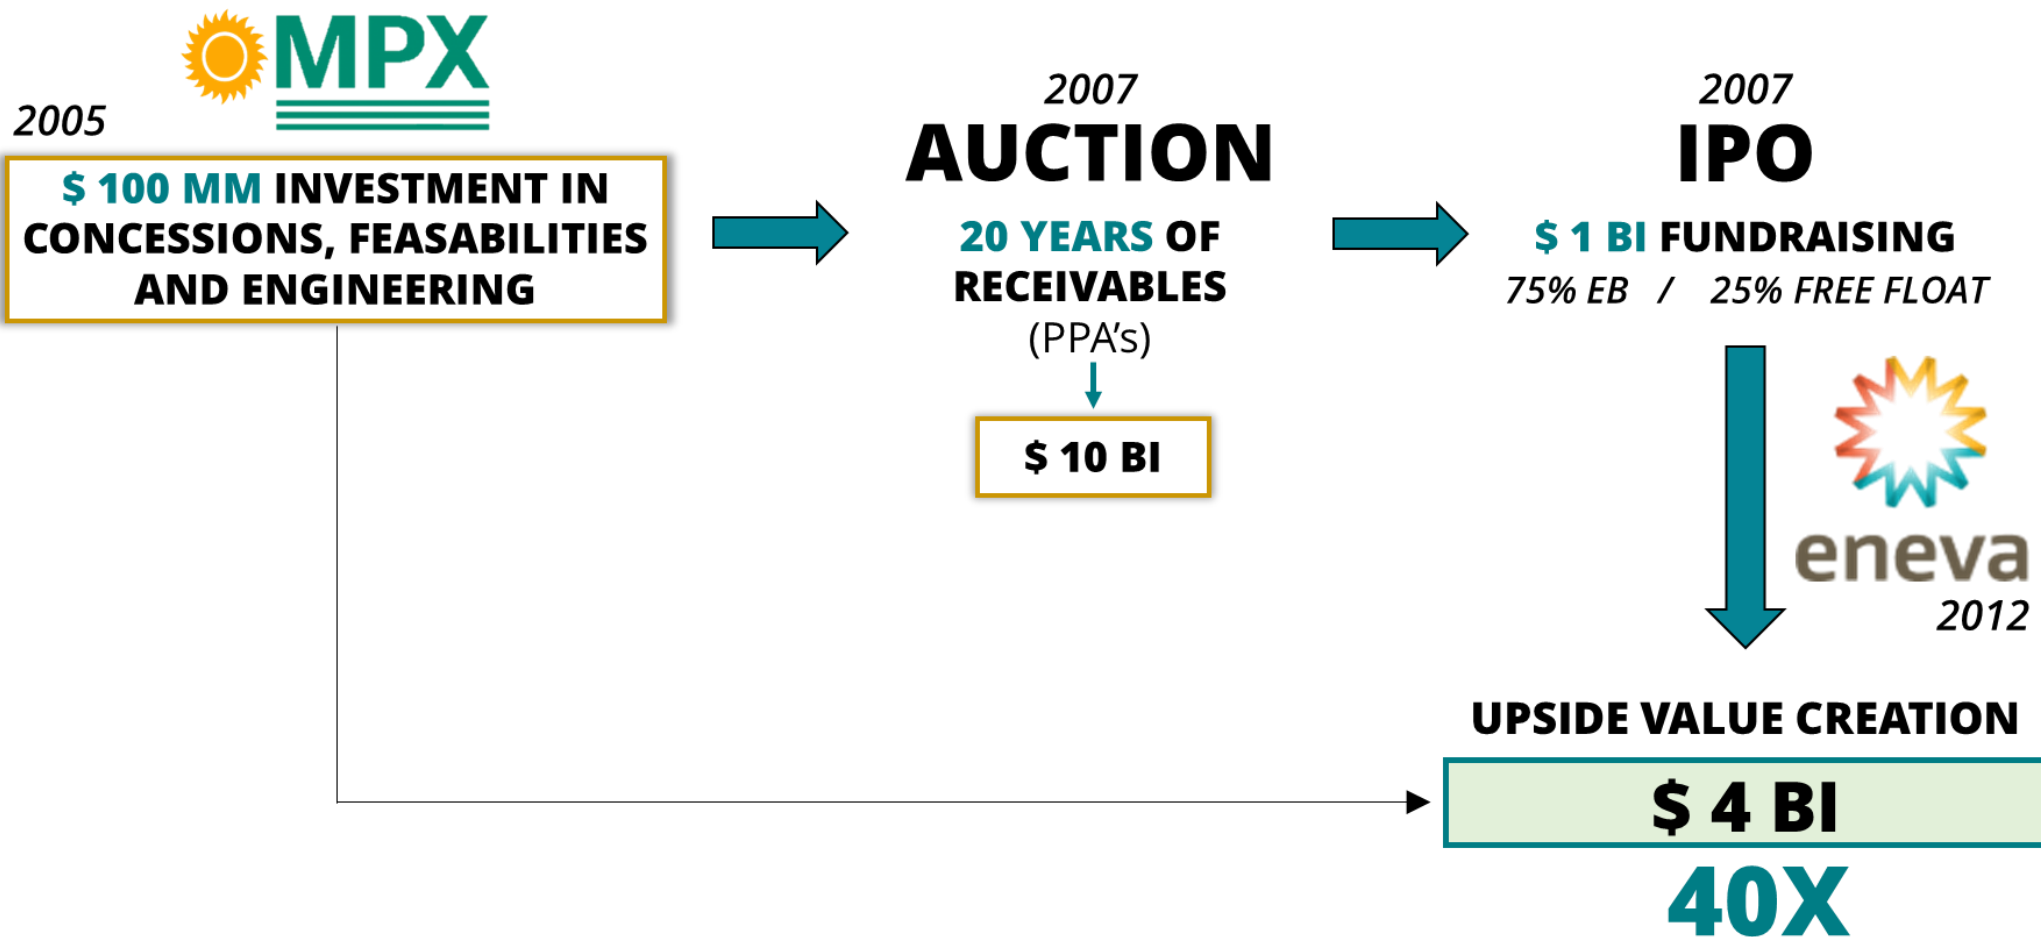 MPX
2005
$ 100 MM INVESTMENT IN
CONCESSIONS, FEASABILITIES
AND ENGINEERING
2007
AUCTION
20 YEARS OF
RECEIVABLES
(PPA’s)
$ 10 BI
2007
IPO
$ 1 BI FUNDRAISING
75% EB / 25% FREE FLOAT
eneva
2012
UPSIDE VALUE CREATION
$ 4 BI
40X